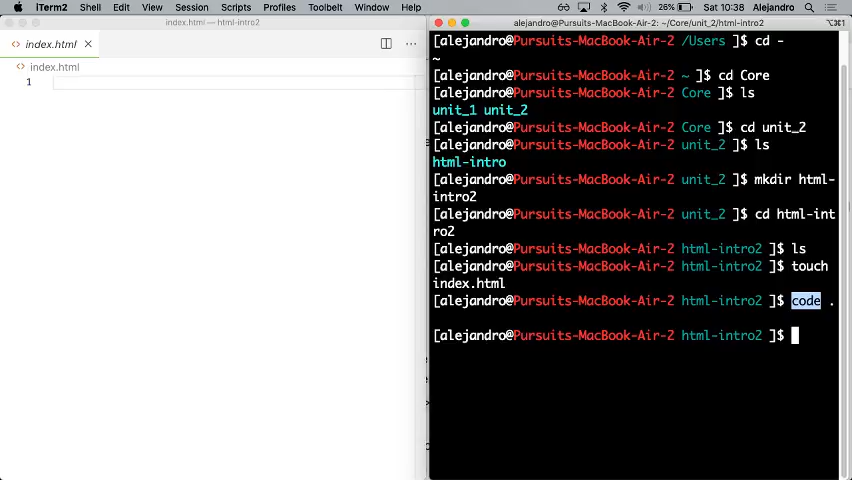 iTerm2 Shell Edit View Session Scripts Profiles Toolbelt Window Help 26% Sat 10:38 Alejandro
index.html — html-intro2
index.html
index.html
1
alejandro@Pursuits-MacBook-Air-2: ~/Core/unit_2/html-intro2
⌥⌘1
[alejandro@Pursuits-MacBook-Air-2 /Users ]$ cd -
~
[alejandro@Pursuits-MacBook-Air-2 ~ ]$ cd Core
[alejandro@Pursuits-MacBook-Air-2 Core ]$ ls
unit_1 unit_2
[alejandro@Pursuits-MacBook-Air-2 Core ]$ cd unit_2
[alejandro@Pursuits-MacBook-Air-2 unit_2 ]$ ls
html-intro
[alejandro@Pursuits-MacBook-Air-2 unit_2 ]$ mkdir html-
intro2
[alejandro@Pursuits-MacBook-Air-2 unit_2 ]$ cd html-int
ro2
[alejandro@Pursuits-MacBook-Air-2 html-intro2 ]$ ls
[alejandro@Pursuits-MacBook-Air-2 html-intro2 ]$ touch
index.html
[alejandro@Pursuits-MacBook-Air-2 html-intro2 ]$ code .
[alejandro@Pursuits-MacBook-Air-2 html-intro2 ]$